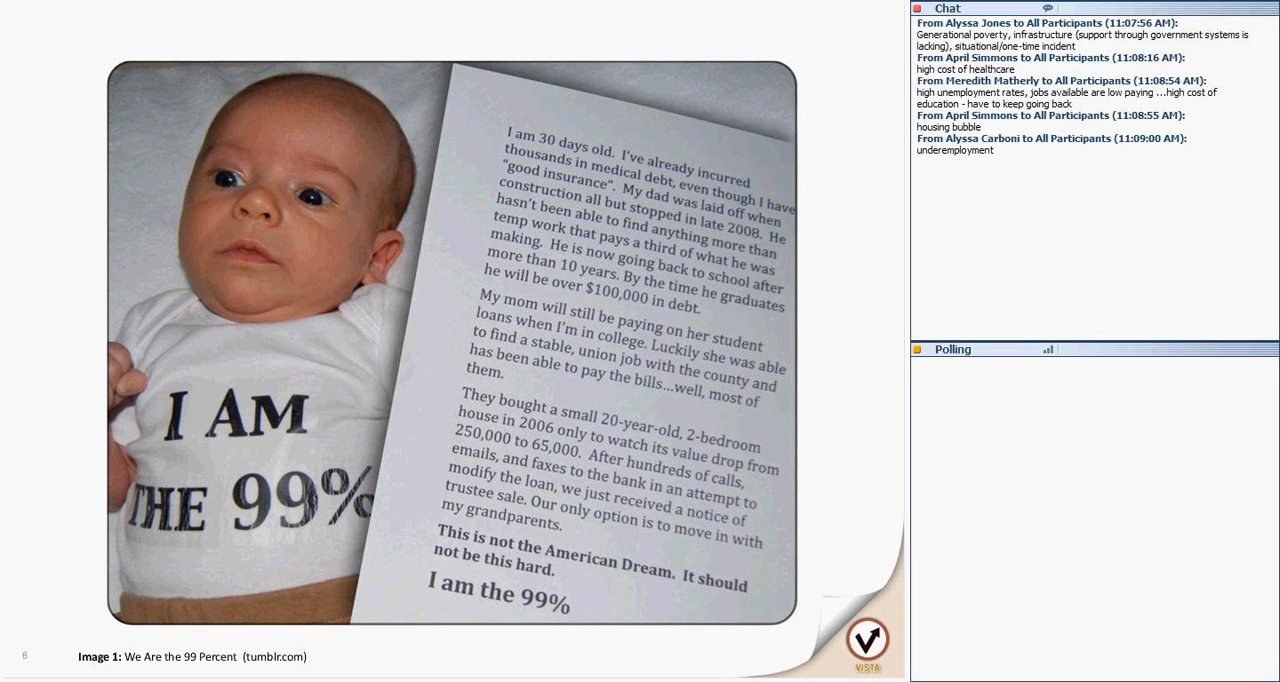 I AM
THE 99%
I am 30 days old.  I've already incurred
thousands in medical debt, even though I have
"good insurance".  My dad was laid off when
construction all but stopped in late 2008.  He
hasn't been able to find anything more than
temp work that pays a third of what he was
making.  He is now going back to school after
more than 10 years. By the time he graduates
he will be over $100,000 in debt.
My mom will still be paying on her student
loans when I'm in college. Luckily she was able
to find a stable, union job with the county and
has been able to pay the bills...well, most of
them.
They bought a small 20-year-old, 2-bedroom
house in 2006 only to watch its value drop from
250,000 to 65,000.  After hundreds of calls,
emails, and faxes to the bank in an attempt to
modify the loan, we just received a notice of
trustee sale. Our only option is to move in with
my grandparents.
This is not the American Dream.  It should
not be this hard.
I am the 99%
6
Image 1: We Are the 99 Percent  (tumblr.com)
VISTA
Chat
From Alyssa Jones to All Participants (11:07:56 AM):
Generational poverty, infrastructure (support through government systems is
lacking), situational/one-time incident
From April Simmons to All Participants (11:08:16 AM):
high cost of healthcare
From Meredith Matherly to All Participants (11:08:54 AM):
high unemployment rates, jobs available are low paying ...high cost of
education - have to keep going back
From April Simmons to All Participants (11:08:55 AM):
housing bubble
From Alyssa Carboni to All Participants (11:09:00 AM):
underemployment
Polling